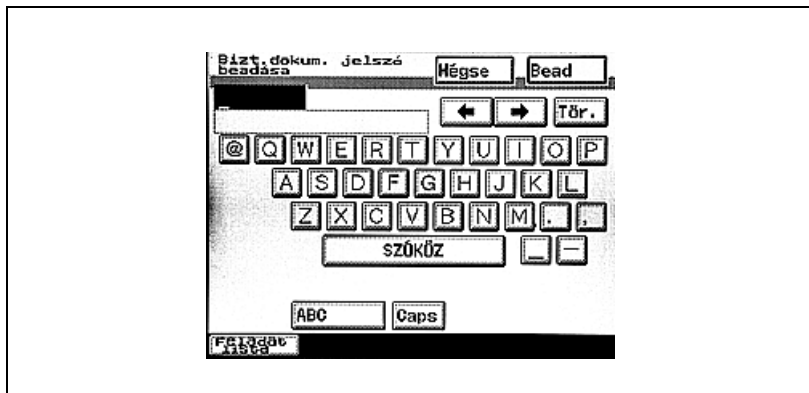 Bizt.dokum. jelszó
beadása
Mégse Bead
← → Tör.
@ Q W E R T Y U I O P
A S D F G H J K L
Z X C V B N M . ,
SZÓKÖZ _ —
ABC Caps
Feladat
lista